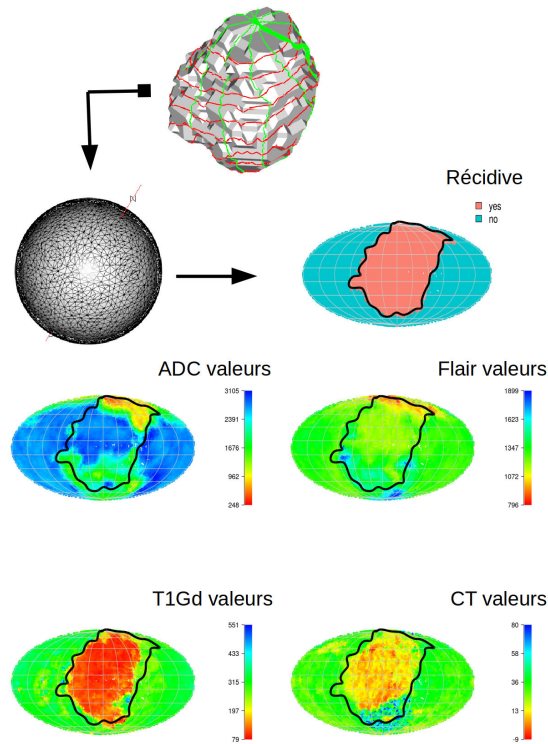 Récidive
yes
no
N
ADC valeurs
3105
2391
1676
962
248
Flair valeurs
1899
1623
1347
1072
796
T1Gd valeurs
551
433
315
197
79
CT valeurs
80
58
36
13
-9